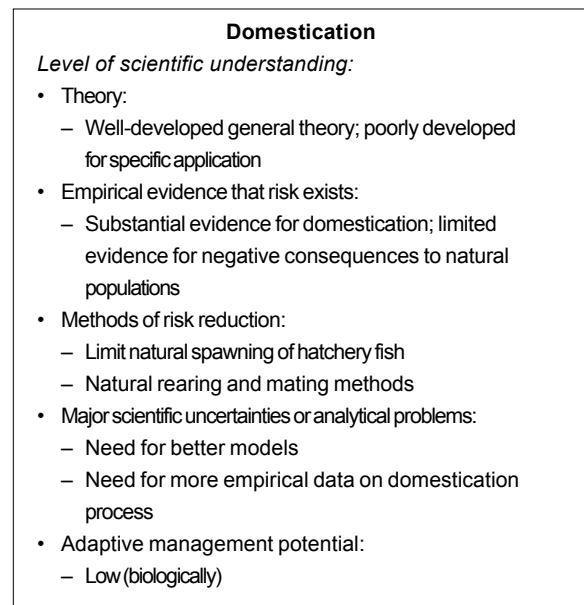 Domestication
Level of scientific understanding:
• Theory:
– Well-developed general theory; poorly developed
for specific application
• Empirical evidence that risk exists:
– Substantial evidence for domestication; limited
evidence for negative consequences to natural
populations
• Methods of risk reduction:
– Limit natural spawning of hatchery fish
– Natural rearing and mating methods
• Major scientific uncertainties or analytical problems:
– Need for better models
– Need for more empirical data on domestication
process
• Adaptive management potential:
– Low (biologically)